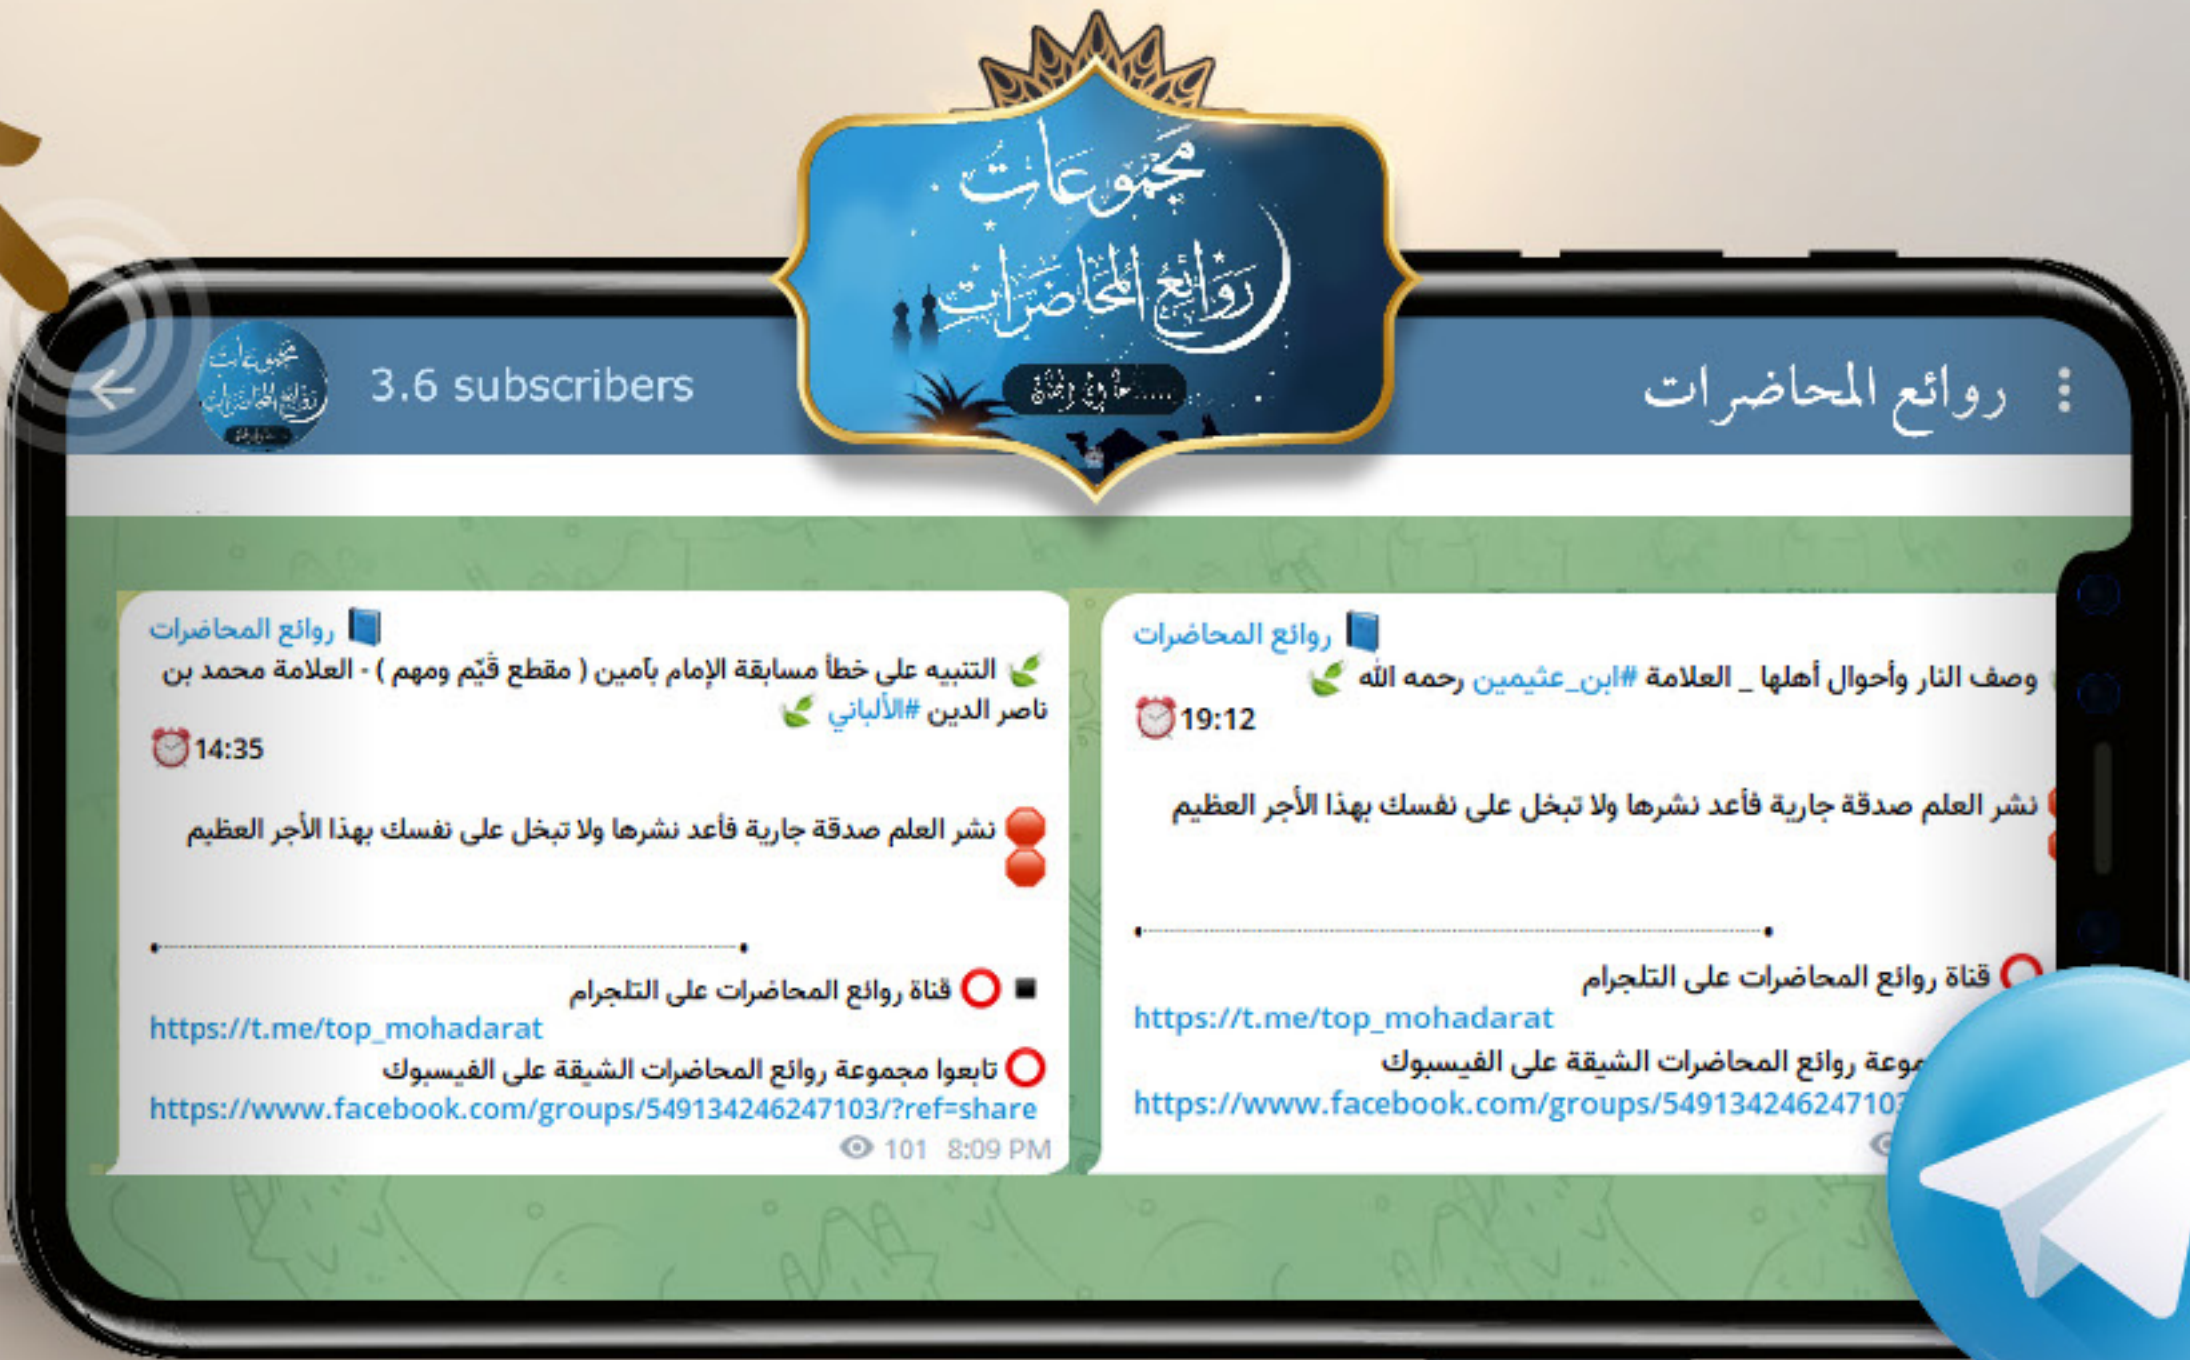 مجموعات
روائع المحاضرات
روائع المحاضرات
3.6 subscribers
مجموعات
روائع المحاضرات
روائع المحاضرات
وصف النار وأحوال أهلها _ العلامة #ابن_عثيمين رحمه الله
19:12
نشر العلم صدقة جارية فأعد نشرها ولا تبخل على نفسك بهذا الأجر العظيم
قناة روائع المحاضرات على التلجرام
https://t.me/top_mohadarat
روائع المحاضرات الشيقة على الفيسبوك
https://www.facebook.com/groups/549134246247103
روائع المحاضرات
التنبيه على خطأ مسابقة الإمام بآمين ( مقطع قَيّم ومهم ) - العلامة محمد بن
ناصر الدين #الألباني
14:35
نشر العلم صدقة جارية فأعد نشرها ولا تبخل على نفسك بهذا الأجر العظيم
قناة روائع المحاضرات على التلجرام
https://t.me/top_mohadarat
تابعوا مجموعة روائع المحاضرات الشيقة على الفيسبوك
https://www.facebook.com/groups/549134246247103/?ref=share
101 8:09 PM